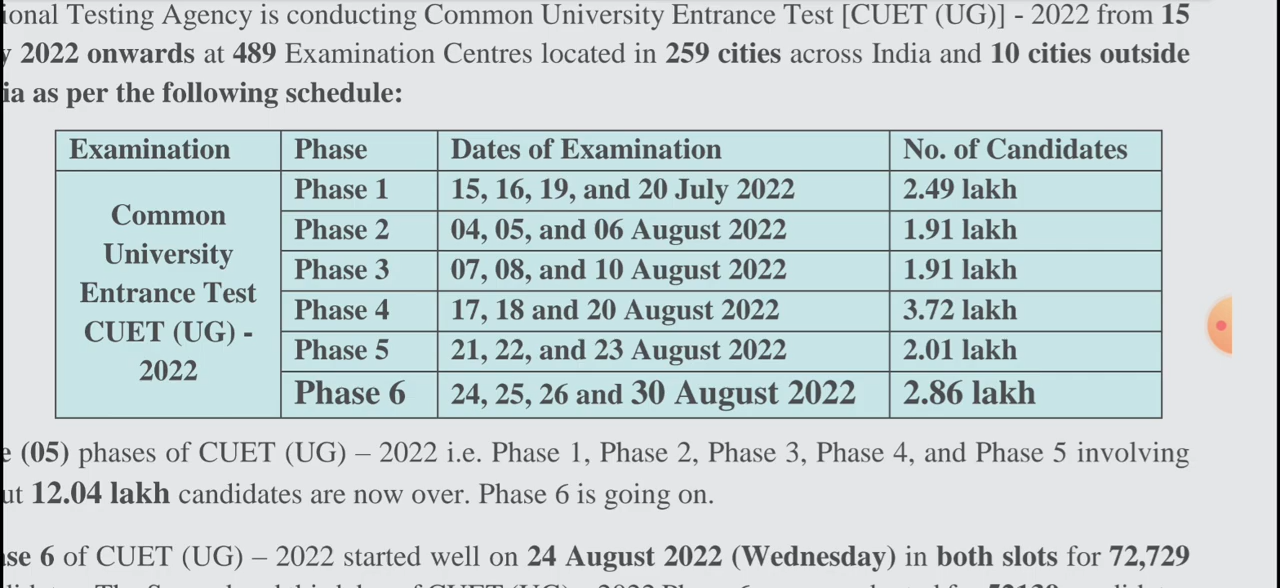 ional Testing Agency is conducting Common University Entrance Test [CUET (UG)] - 2022 from 15
y 2022 onwards at 489 Examination Centres located in 259 cities across India and 10 cities outside
ia as per the following schedule:
Examination Phase Dates of Examination No. of Candidates
Common University Entrance Test CUET (UG) - 2022
Phase 1 15, 16, 19, and 20 July 2022 2.49 lakh
Phase 2 04, 05, and 06 August 2022 1.91 lakh
Phase 3 07, 08, and 10 August 2022 1.91 lakh
Phase 4 17, 18 and 20 August 2022 3.72 lakh
Phase 5 21, 22, and 23 August 2022 2.01 lakh
Phase 6 24, 25, 26 and 30 August 2022 2.86 lakh
e (05) phases of CUET (UG) – 2022 i.e. Phase 1, Phase 2, Phase 3, Phase 4, and Phase 5 involving
ut 12.04 lakh candidates are now over. Phase 6 is going on.
se 6 of CUET (UG) – 2022 started well on 24 August 2022 (Wednesday) in both slots for 72,729